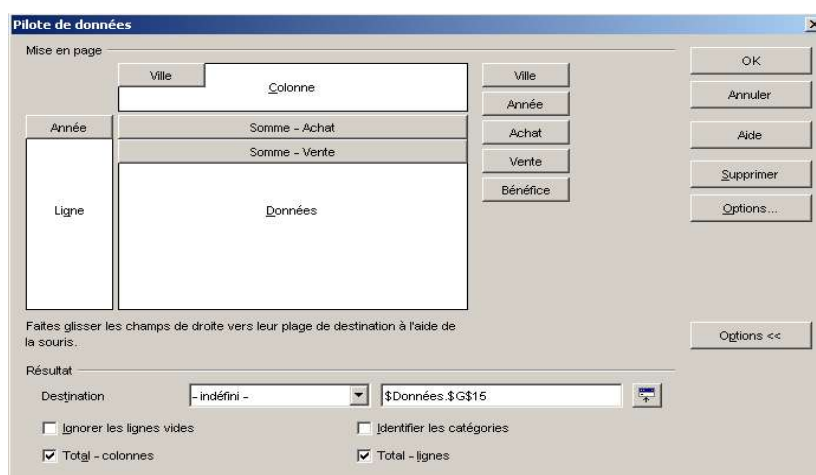 Pilote de données
Mise en page
Ville
Colonne
Année
Somme - Achat
Somme - Vente
Ligne
Données
Ville
Année
Achat
Vente
Bénéfice
OK
Annuler
Aide
Supprimer
Options...
Faites glisser les champs de droite vers leur plage de destination à l'aide de
la souris.
Options <<
Résultat
Destination
- indéfini -
$Données.$G$15
Ignorer les lignes vides
Identifier les catégories
Total - colonnes
Total - lignes